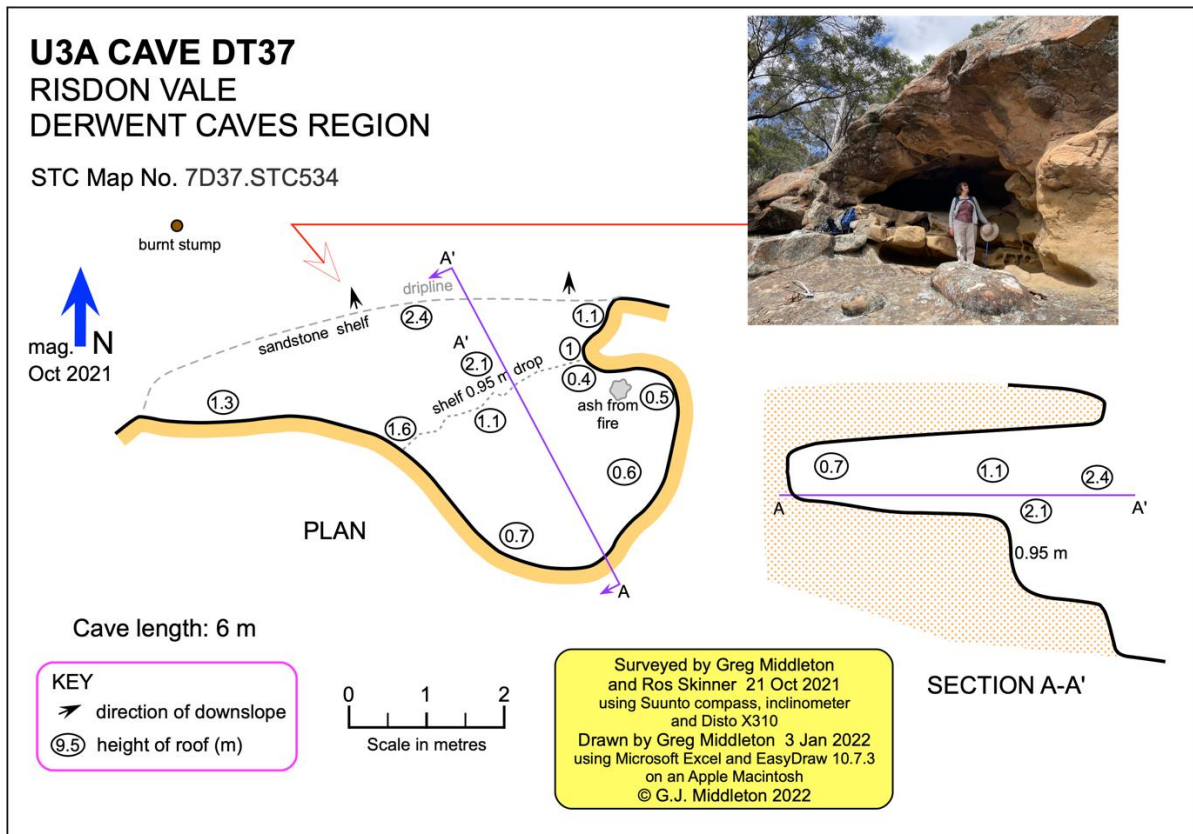 U3A CAVE DT37
RISDON VALE
DERWENT CAVES REGION
STC Map No. 7D37.STC534
burnt stump
mag. N
Oct 2021
A'
dripline
2.4
sandstone shelf
1.1
A'
2.1
1
shelf 0.95 m drop
0.4
0.5
ash from
fire
1.3
1.6
1.1
0.6
0.7
PLAN
A
0.7
1.1
2.4
A
A'
2.1
0.95 m
SECTION A-A'
Cave length: 6 m
KEY
direction of downslope
9.5 height of roof (m)
0 1 2
Scale in metres
Surveyed by Greg Middleton
and Ros Skinner 21 Oct 2021
using Suunto compass, inclinometer
and Disto X310
Drawn by Greg Middleton 3 Jan 2022
using Microsoft Excel and EasyDraw 10.7.3
on an Apple Macintosh
© G.J. Middleton 2022